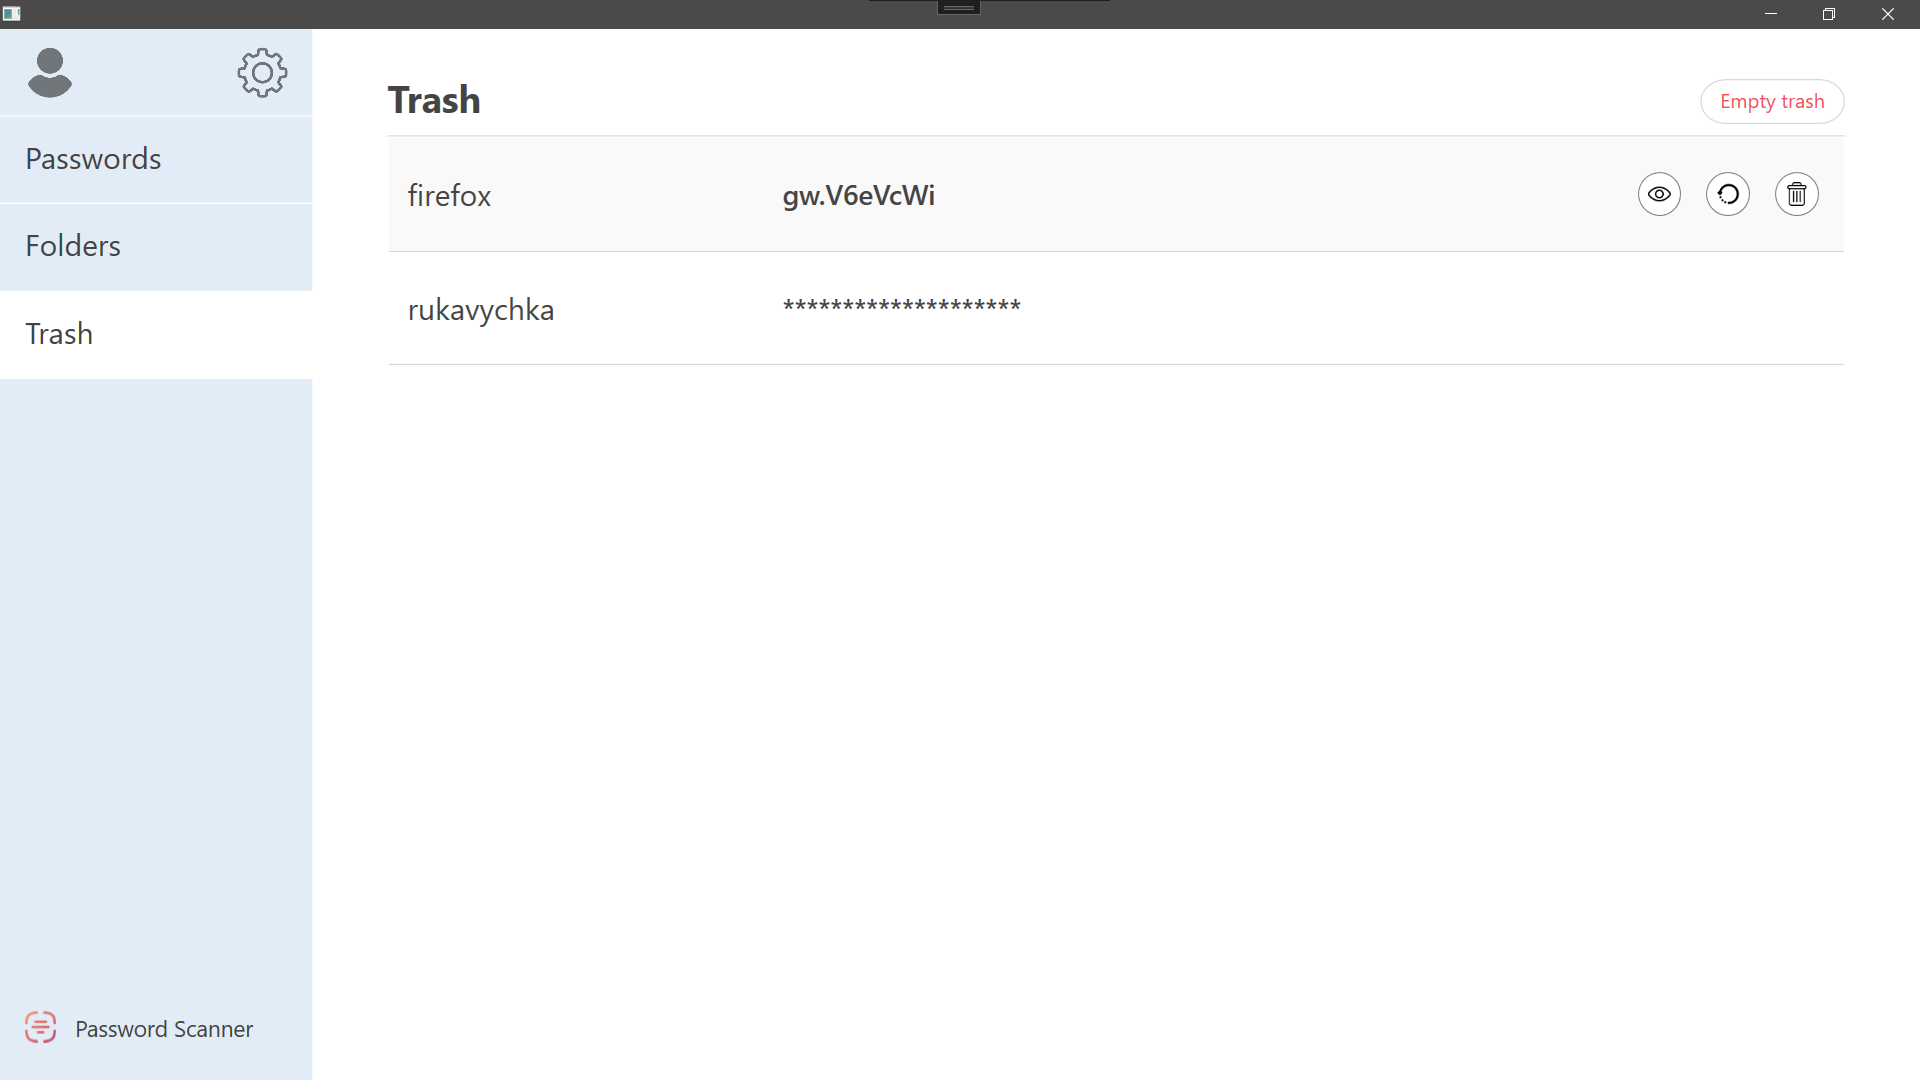 Trash
Empty trash
Passwords
firefox
gw.V6eVcWi
Folders
rukavychka
********************
Trash
Password Scanner